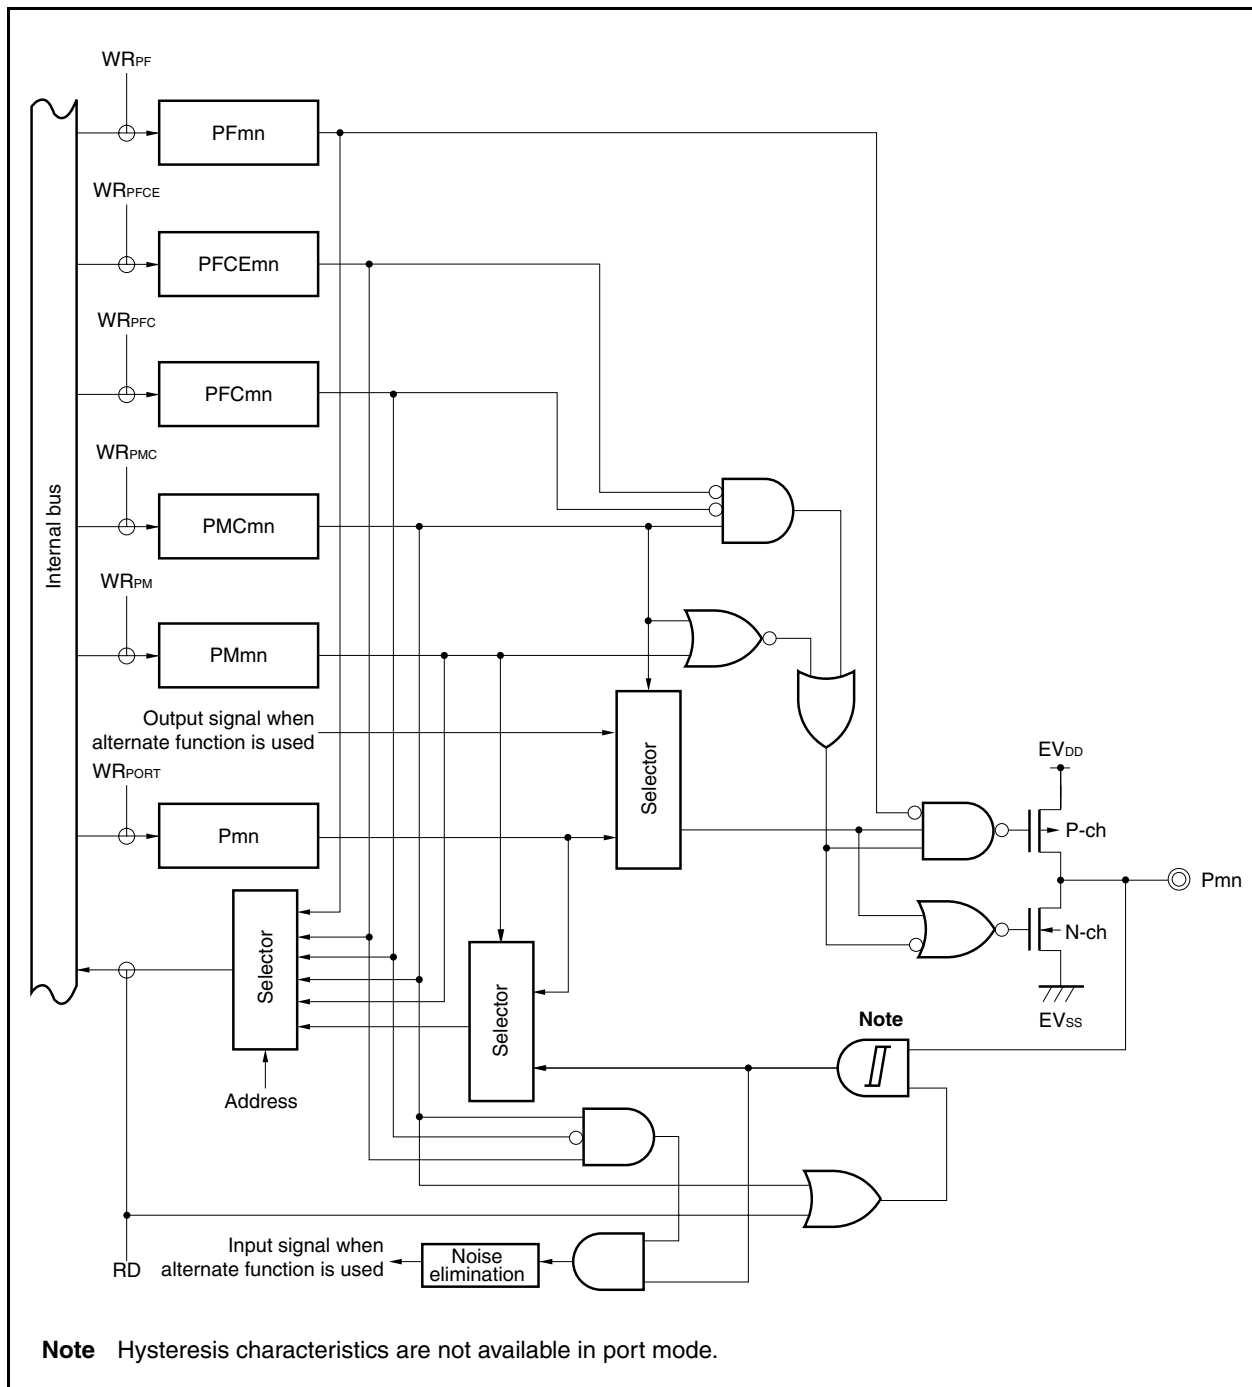 WRPF
PFmn
WRPFCE
PFCEmn
WRPFC
PFCmn
WRPMC
PMCmn
Internal bus
WRPM
PMmn
Output signal when
alternate function is used
WRPORT
Pmn
Selector
EVDD
P-ch
Pmn
N-ch
EVSS
Selector
Selector
Note
Address
Input signal when
alternate function is used
Noise
elimination
RD
Note Hysteresis characteristics are not available in port mode.